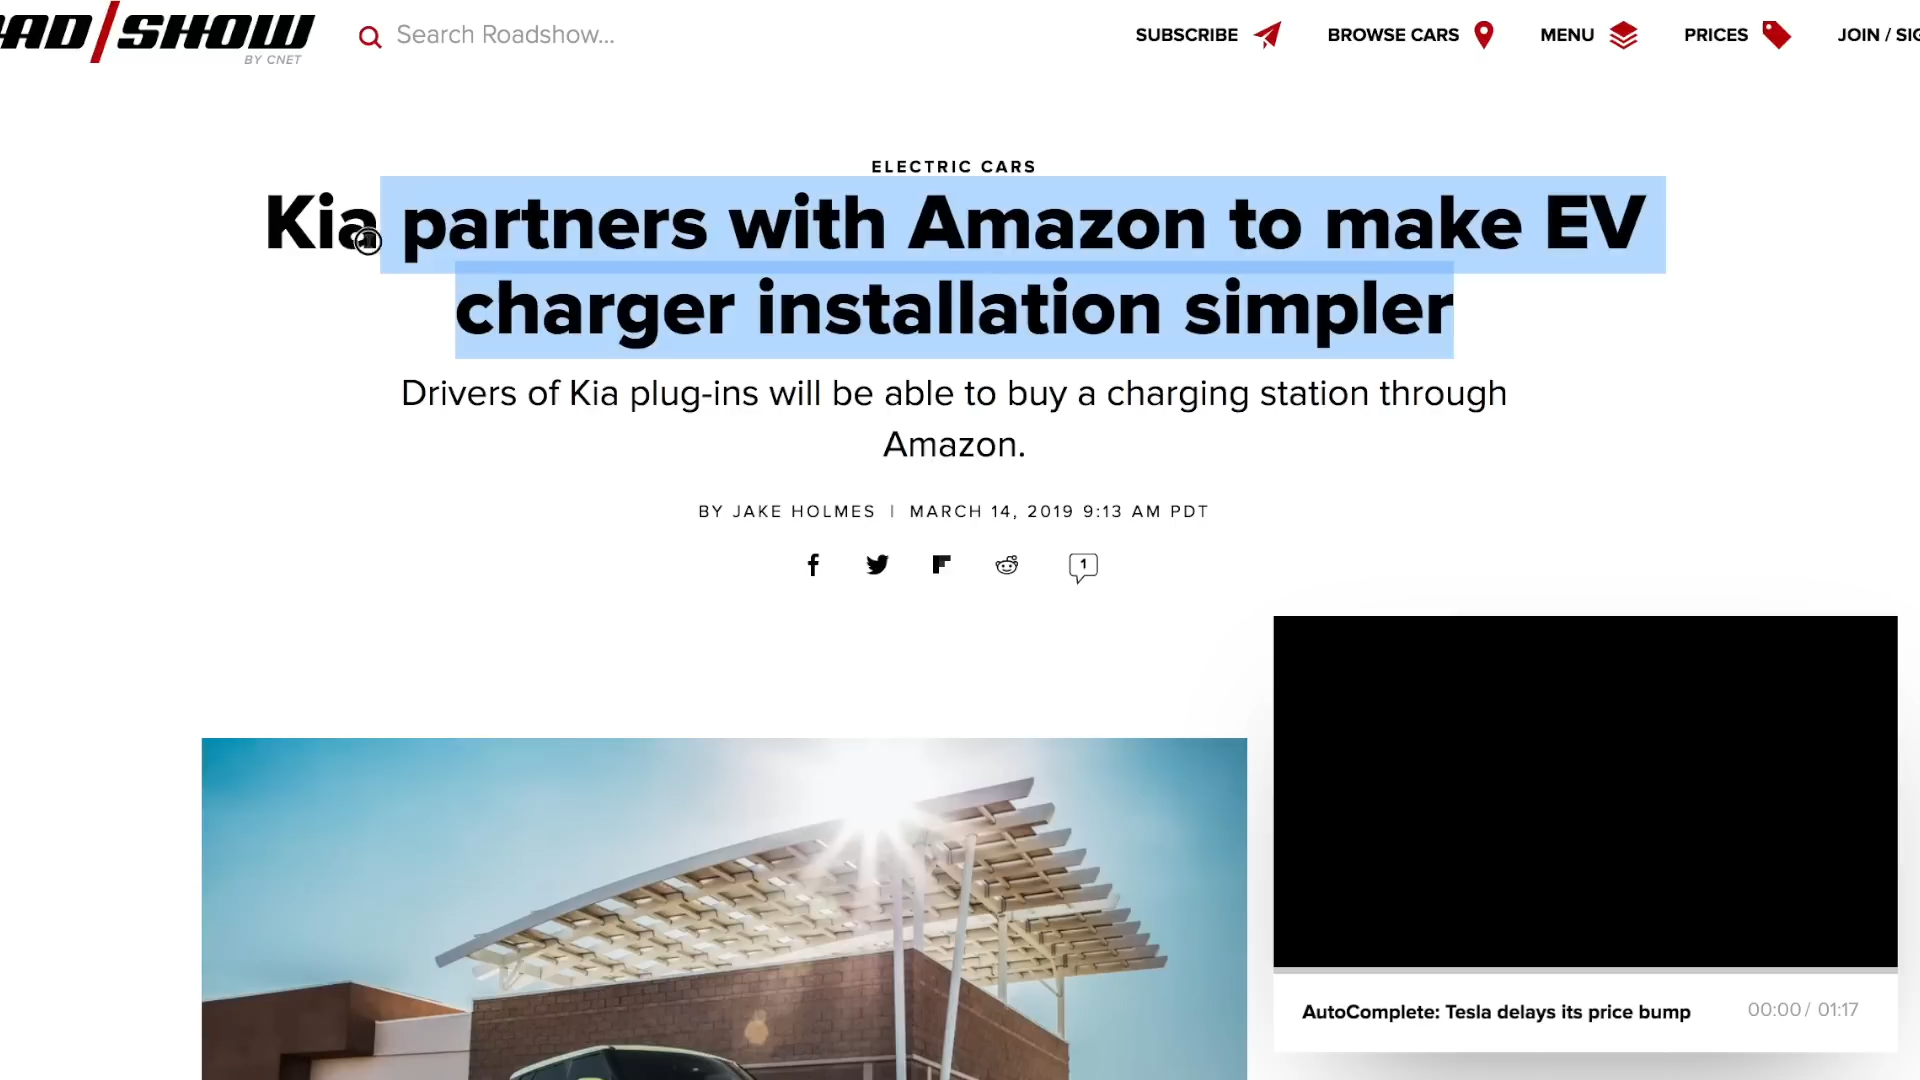 AD/SHOW
BY CNET
Search Roadshow...
SUBSCRIBE
BROWSE CARS
MENU
PRICES
JOIN / SIG
ELECTRIC CARS
Kia partners with Amazon to make EV
charger installation simpler
Drivers of Kia plug-ins will be able to buy a charging station through
Amazon.
BY JAKE HOLMES | MARCH 14, 2019 9:13 AM PDT
1
AutoComplete: Tesla delays its price bump
00:00 / 01:17